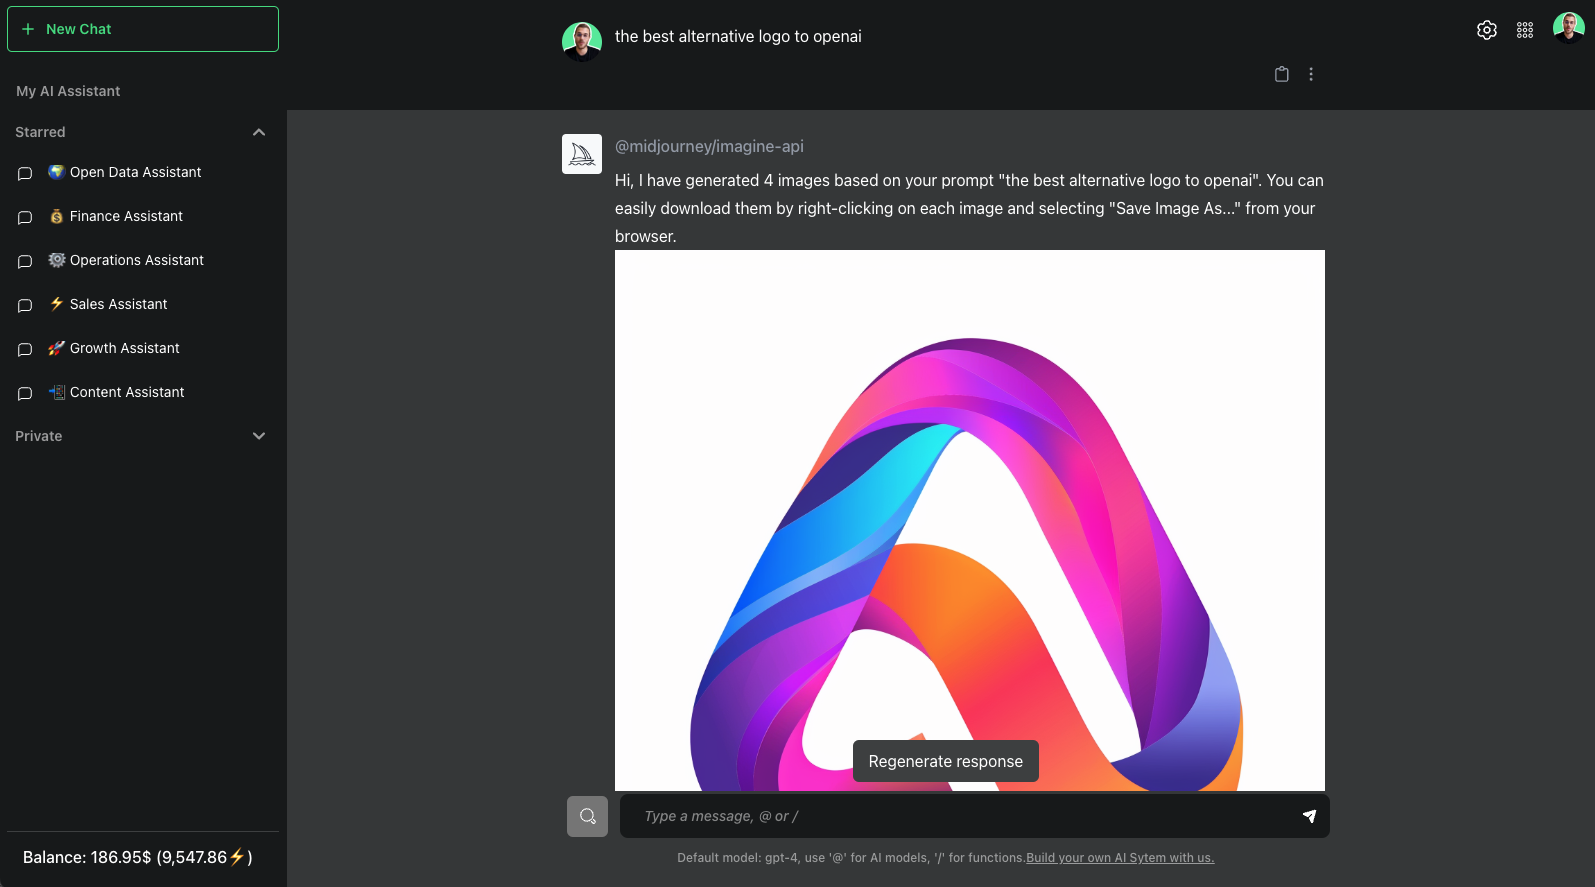 New Chat
My AI Assistant
Starred
Open Data Assistant
Finance Assistant
Operations Assistant
Sales Assistant
Growth Assistant
Content Assistant
Private
Balance: 186.95$ (9,547.86⚡)
the best alternative logo to openai
@midjourney/imagine-api
Hi, I have generated 4 images based on your prompt "the best alternative logo to openai". You can
easily download them by right-clicking on each image and selecting "Save Image As..." from your
browser.
Regenerate response
Type a message, @ or /
Default model: gpt-4, use '@' for AI models, '/' for functions.Build your own AI Sytem with us.